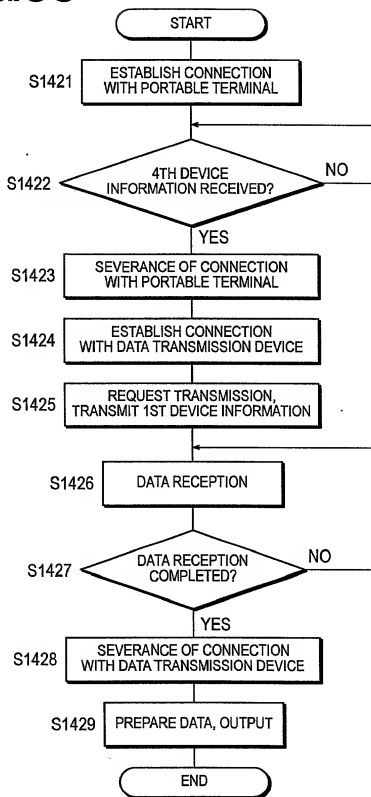 START
S1421
ESTABLISH CONNECTION
WITH PORTABLE TERMINAL
S1422
4TH DEVICE
INFORMATION RECEIVED?
NO
YES
S1423
SEVERANCE OF CONNECTION
WITH PORTABLE TERMINAL
S1424
ESTABLISH CONNECTION
WITH DATA TRANSMISSION DEVICE
S1425
REQUEST TRANSMISSION,
TRANSMIT 1ST DEVICE INFORMATION
S1426
DATA RECEPTION
S1427
DATA RECEPTION
COMPLETED?
NO
YES
S1428
SEVERANCE OF CONNECTION
WITH DATA TRANSMISSION DEVICE
S1429
PREPARE DATA, OUTPUT
END